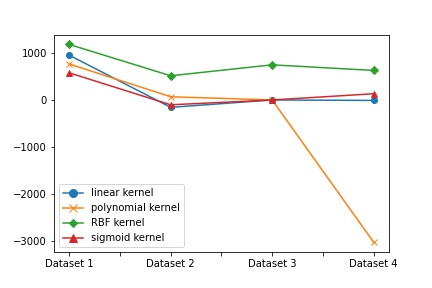 1000
0
−1000
−2000
−3000
linear kernel
polynomial kernel
RBF kernel
sigmoid kernel
Dataset 1 Dataset 2 Dataset 3 Dataset 4